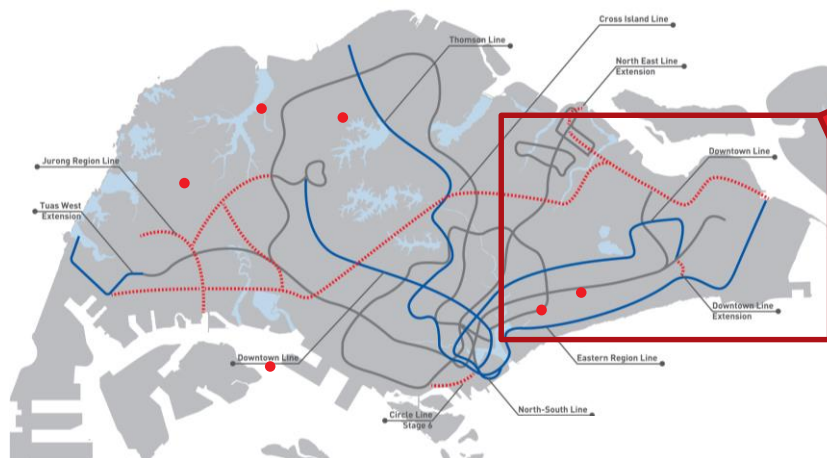 Cross Island Line
Thomson Line
North East Line
Extension
Jurong Region Line
Downtown Line
Tuas West
Extension
Downtown Line
Extension
Downtown Line
Eastern Region Line
Circle Line
Stage 6
North-South Line